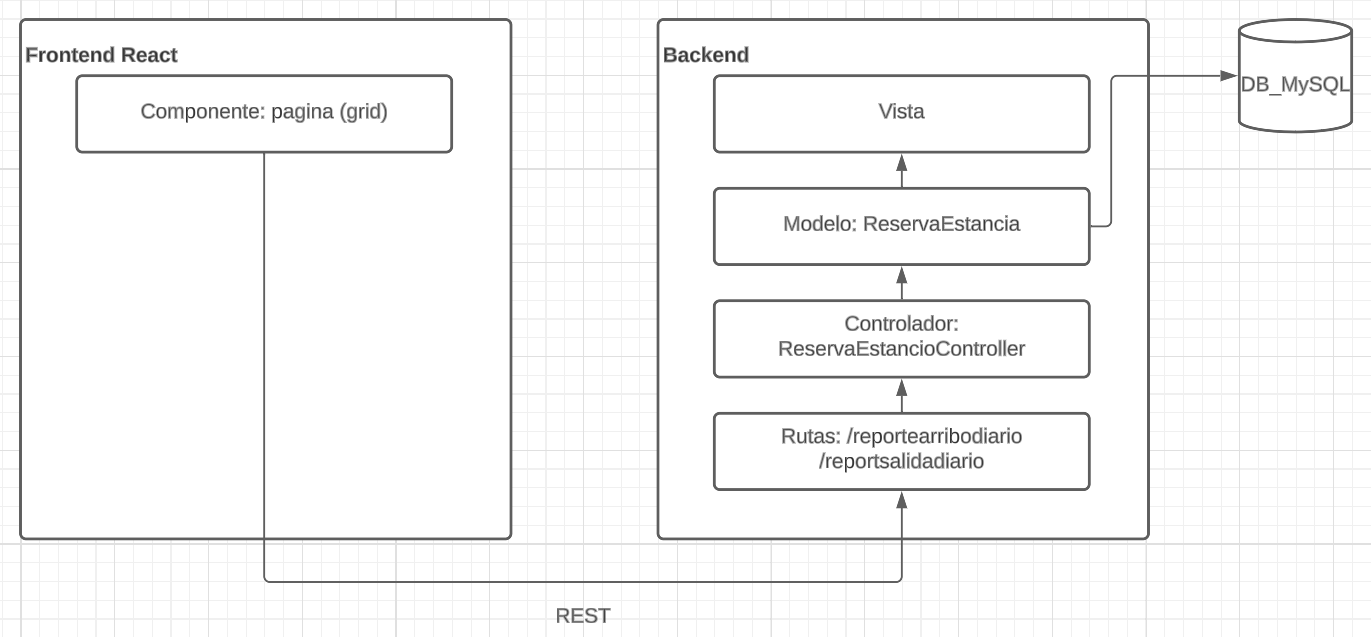 Frontend React
Componente: pagina (grid)
Backend
Vista
Modelo: ReservaEstancia
Controlador:
ReservaEstancioController
Rutas: /reportearribodiario
/reportsalidadiario
DB_MySQL
REST